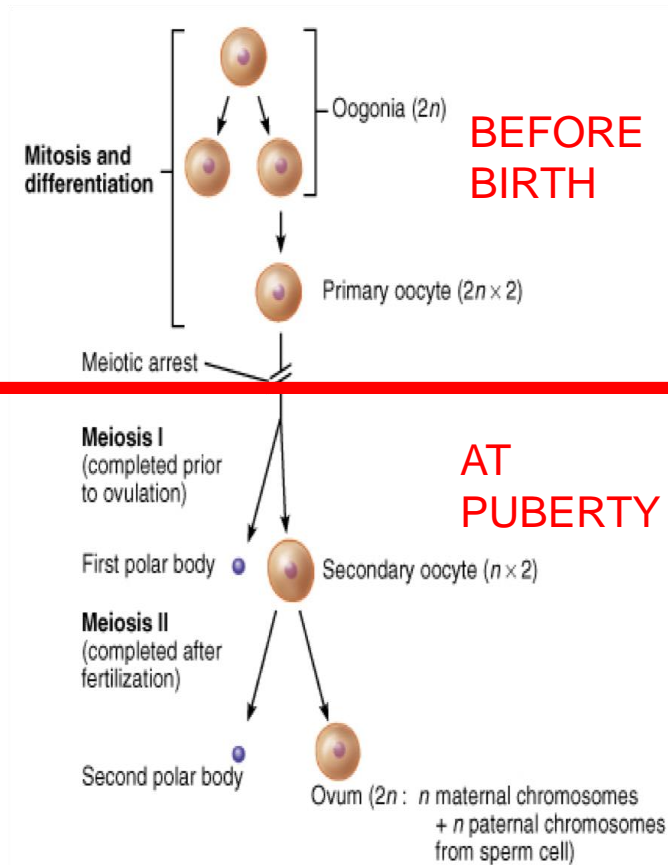 Oogonia (2n)
BEFORE
BIRTH
Mitosis and
differentiation
Primary oocyte (2n × 2)
Meiotic arrest
Meiosis I
(completed prior
to ovulation)
AT
PUBERTY
First polar body
Secondary oocyte (n × 2)
Meiosis II
(completed after
fertilization)
Second polar body
Ovum (2n : n maternal chromosomes
+ n paternal chromosomes
from sperm cell)